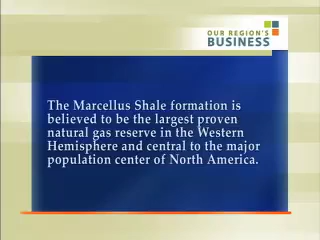 OUR REGION'S
BUSINESS
The Marcellus Shale formation is
believed to be the largest proven
natural gas reserve in the Western
Hemisphere and central to the major
population center of North America.